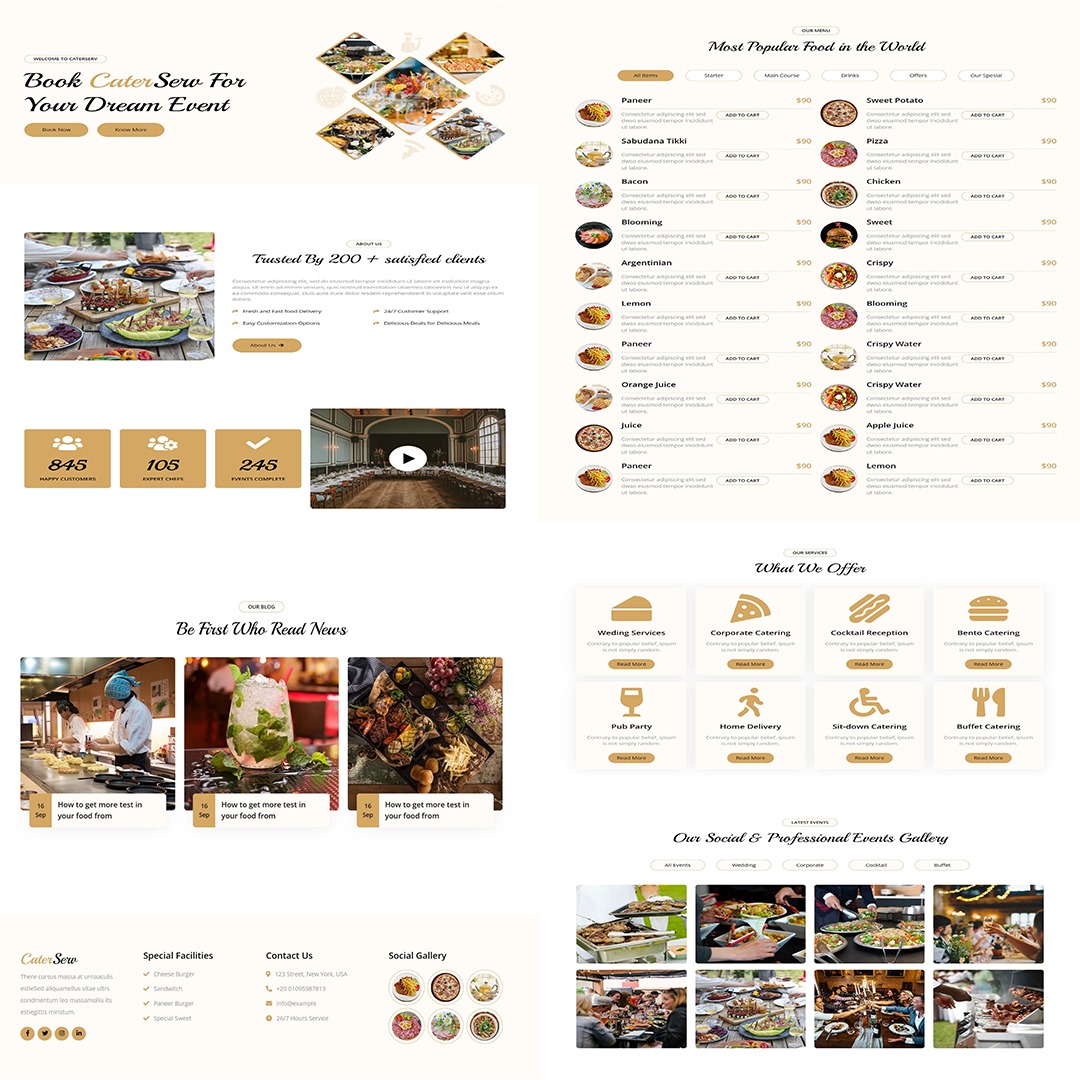 WELCOME TO CATERSERV
Book CaterServ For
Your Dream Event
Book Now
Know More
ABOUT US
Trusted By 200 + satisfied clients
Consectetur adipiscing elit, sed do eiusmod tempor incididunt ut labore magna
aliqua. Ut enim ad minim veniam, quis nostrud exercitation ut
ea commodo consequat. Duis aute irure dolor in voluptate velit esse cillum
dolore.
Fresh and Fast food Delivery
24/7 Customer Support
Easy Customization Options
Delicious Deals for Delicious Meals
About Us
845
HAPPY CUSTOMERS
105
EXPERT CHEFS
245
EVENTS COMPLETE
OUR BLOG
Be First Who Read News
16
Sep
How to get more test in
your food from
16
Sep
How to get more test in
your food from
16
Sep
How to get more test in
your food from
CaterServ
There cursus massa at urnaaculis
estieSed aliquamellus vitae ultrs
condmentum leo massamollis its
estiegittis miristum.
Special Facilities
Cheese Burger
Sandwitch
Paneer Burger
Special Sweet
Contact Us
123 Street, New York, USA
+20 01095987813
info@example
26/7 Hours Service
Social Gallery
OUR MENU
Most Popular Food in the World
All Items
Starter
Main Course
Drinks
Offers
Our Spesial
Paneer $90
Consectetur adipiscing elit sed
dwso eiusmod tempor incididunt
ut labore.
ADD TO CART
Sweet Potato $90
Consectetur adipiscing elit sed
dwso eiusmod tempor incididunt
ut labore.
ADD TO CART
Sabudana Tikki $90
Consectetur adipiscing elit sed
dwso eiusmod tempor incididunt
ut labore.
ADD TO CART
Pizza $90
Consectetur adipiscing elit sed
dwso eiusmod tempor incididunt
ut labore.
ADD TO CART
Bacon $90
Consectetur adipiscing elit sed
dwso eiusmod tempor incididunt
ut labore.
ADD TO CART
Chicken $90
Consectetur adipiscing elit sed
dwso eiusmod tempor incididunt
ut labore.
ADD TO CART
Blooming $90
Consectetur adipiscing elit sed
dwso eiusmod tempor incididunt
ut labore.
ADD TO CART
Sweet $90
Consectetur adipiscing elit sed
dwso eiusmod tempor incididunt
ut labore.
ADD TO CART
Argentinian $90
Consectetur adipiscing elit sed
dwso eiusmod tempor incididunt
ut labore.
ADD TO CART
Crispy $90
Consectetur adipiscing elit sed
dwso eiusmod tempor incididunt
ut labore.
ADD TO CART
Lemon $90
Consectetur adipiscing elit sed
dwso eiusmod tempor incididunt
ut labore.
ADD TO CART
Blooming $90
Consectetur adipiscing elit sed
dwso eiusmod tempor incididunt
ut labore.
ADD TO CART
Paneer $90
Consectetur adipiscing elit sed
dwso eiusmod tempor incididunt
ut labore.
ADD TO CART
Crispy Water $90
Consectetur adipiscing elit sed
dwso eiusmod tempor incididunt
ut labore.
ADD TO CART
Orange Juice $90
Consectetur adipiscing elit sed
dwso eiusmod tempor incididunt
ut labore.
ADD TO CART
Crispy Water $90
Consectetur adipiscing elit sed
dwso eiusmod tempor incididunt
ut labore.
ADD TO CART
Juice $90
Consectetur adipiscing elit sed
dwso eiusmod tempor incididunt
ut labore.
ADD TO CART
Apple Juice $90
Consectetur adipiscing elit sed
dwso eiusmod tempor incididunt
ut labore.
ADD TO CART
Paneer $90
Consectetur adipiscing elit sed
dwso eiusmod tempor incididunt
ut labore.
ADD TO CART
Lemon $90
Consectetur adipiscing elit sed
dwso eiusmod tempor incididunt
ut labore.
ADD TO CART
OUR SERVICES
What We Offer
Weding Services
Contrary to popular belief, ipsum
is not simply random.
Read More
Corporate Catering
Contrary to popular belief, ipsum
is not simply random.
Read More
Cocktail Reception
Contrary to popular belief, ipsum
is not simply random.
Read More
Bento Catering
Contrary to popular belief, ipsum
is not simply random.
Read More
Pub Party
Contrary to popular belief, ipsum
is not simply random.
Read More
Home Delivery
Contrary to popular belief, ipsum
is not simply random.
Read More
Sit-down Catering
Contrary to popular belief, ipsum
is not simply random.
Read More
Buffet Catering
Contrary to popular belief, ipsum
is not simply random.
Read More
LATEST EVENTS
Our Social & Professional Events Gallery
All Events
Wedding
Corporate
Cocktail
Buffet